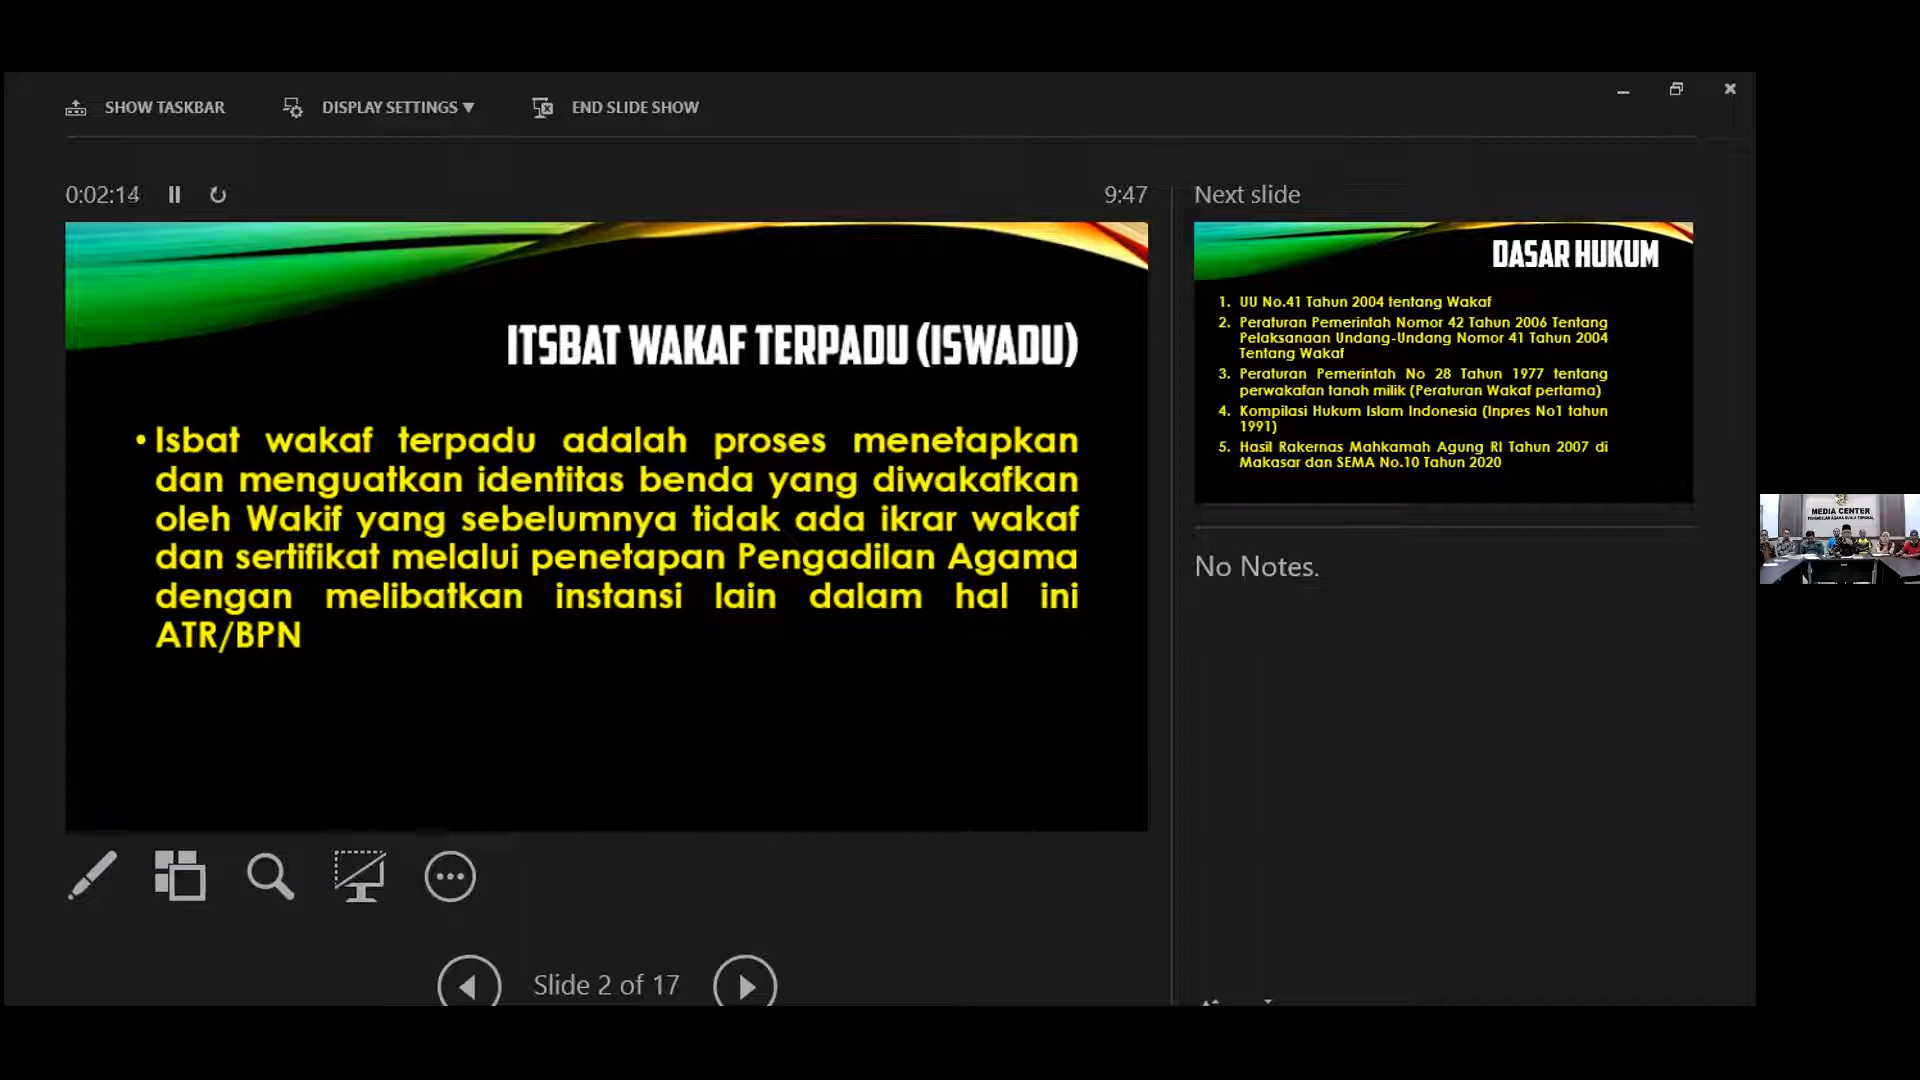 SHOW TASKBAR
DISPLAY SETTINGS
END SLIDE SHOW
0:02:14
9:47
ITSBAT WAKAF TERPADU (ISWADU)
• Isbat wakaf terpadu adalah proses menetapkan
dan menguatkan identitas benda yang diwakafkan
oleh Wakif yang sebelumnya tidak ada ikrar wakaf
dan sertifikat melalui penetapan Pengadilan Agama
dengan melibatkan instansi lain dalam hal ini
ATR/BPN
Slide 2 of 17
Next slide
DASAR HUKUM
1. UU No.41 Tahun 2004 tentang Wakaf
2. Peraturan Pemerintah Nomor 42 Tahun 2006 Tentang
Pelaksanaan Undang-Undang Nomor 41 Tahun 2004
Tentang Wakaf
3. Peraturan Pemerintah No 28 Tahun 1977 tentang
perwakafan tanah milik (Peraturan Wakaf pertama)
4. Kompilasi Hukum Islam Indonesia (Inpres No1 tahun
1991)
5. Hasil Rakernas Mahkamah Agung RI Tahun 2007 di
Makasar dan SEMA No.10 Tahun 2020
No Notes.
MEDIA CENTER
PENGADILAN AGAMA KUALA TUNGKAL